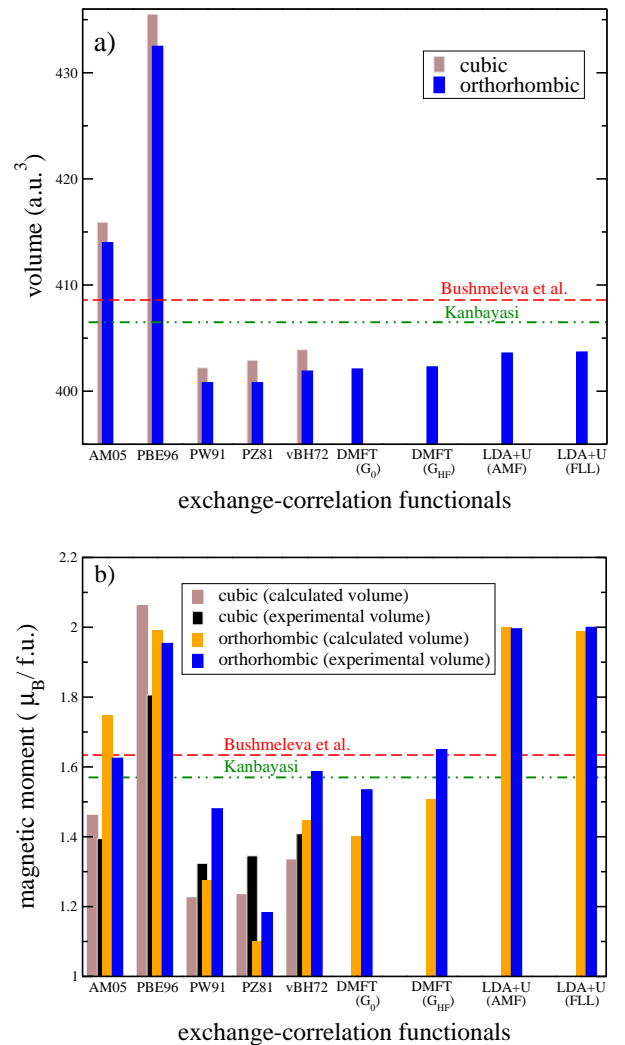 a)
cubic
orthorhombic
430
420
410
400
volume (a.u.³)
Bushmeleva et al.
Kanbayasi
AM05 PBE96 PW91 PZ81 vBH72 DMFT (G₀) DMFT (G_HF) LDA+U (AMF) LDA+U (FLL)
exchange-correlation functionals
b)
cubic (calculated volume)
cubic (experimental volume)
orthorhombic (calculated volume)
orthorhombic (experimental volume)
2.2
2
1.8
1.6
1.4
1.2
1
magnetic moment ( μ_B/ f.u.)
Bushmeleva et al.
Kanbayasi
AM05 PBE96 PW91 PZ81 vBH72 DMFT (G₀) DMFT (G_HF) LDA+U (AMF) LDA+U (FLL)
exchange-correlation functionals